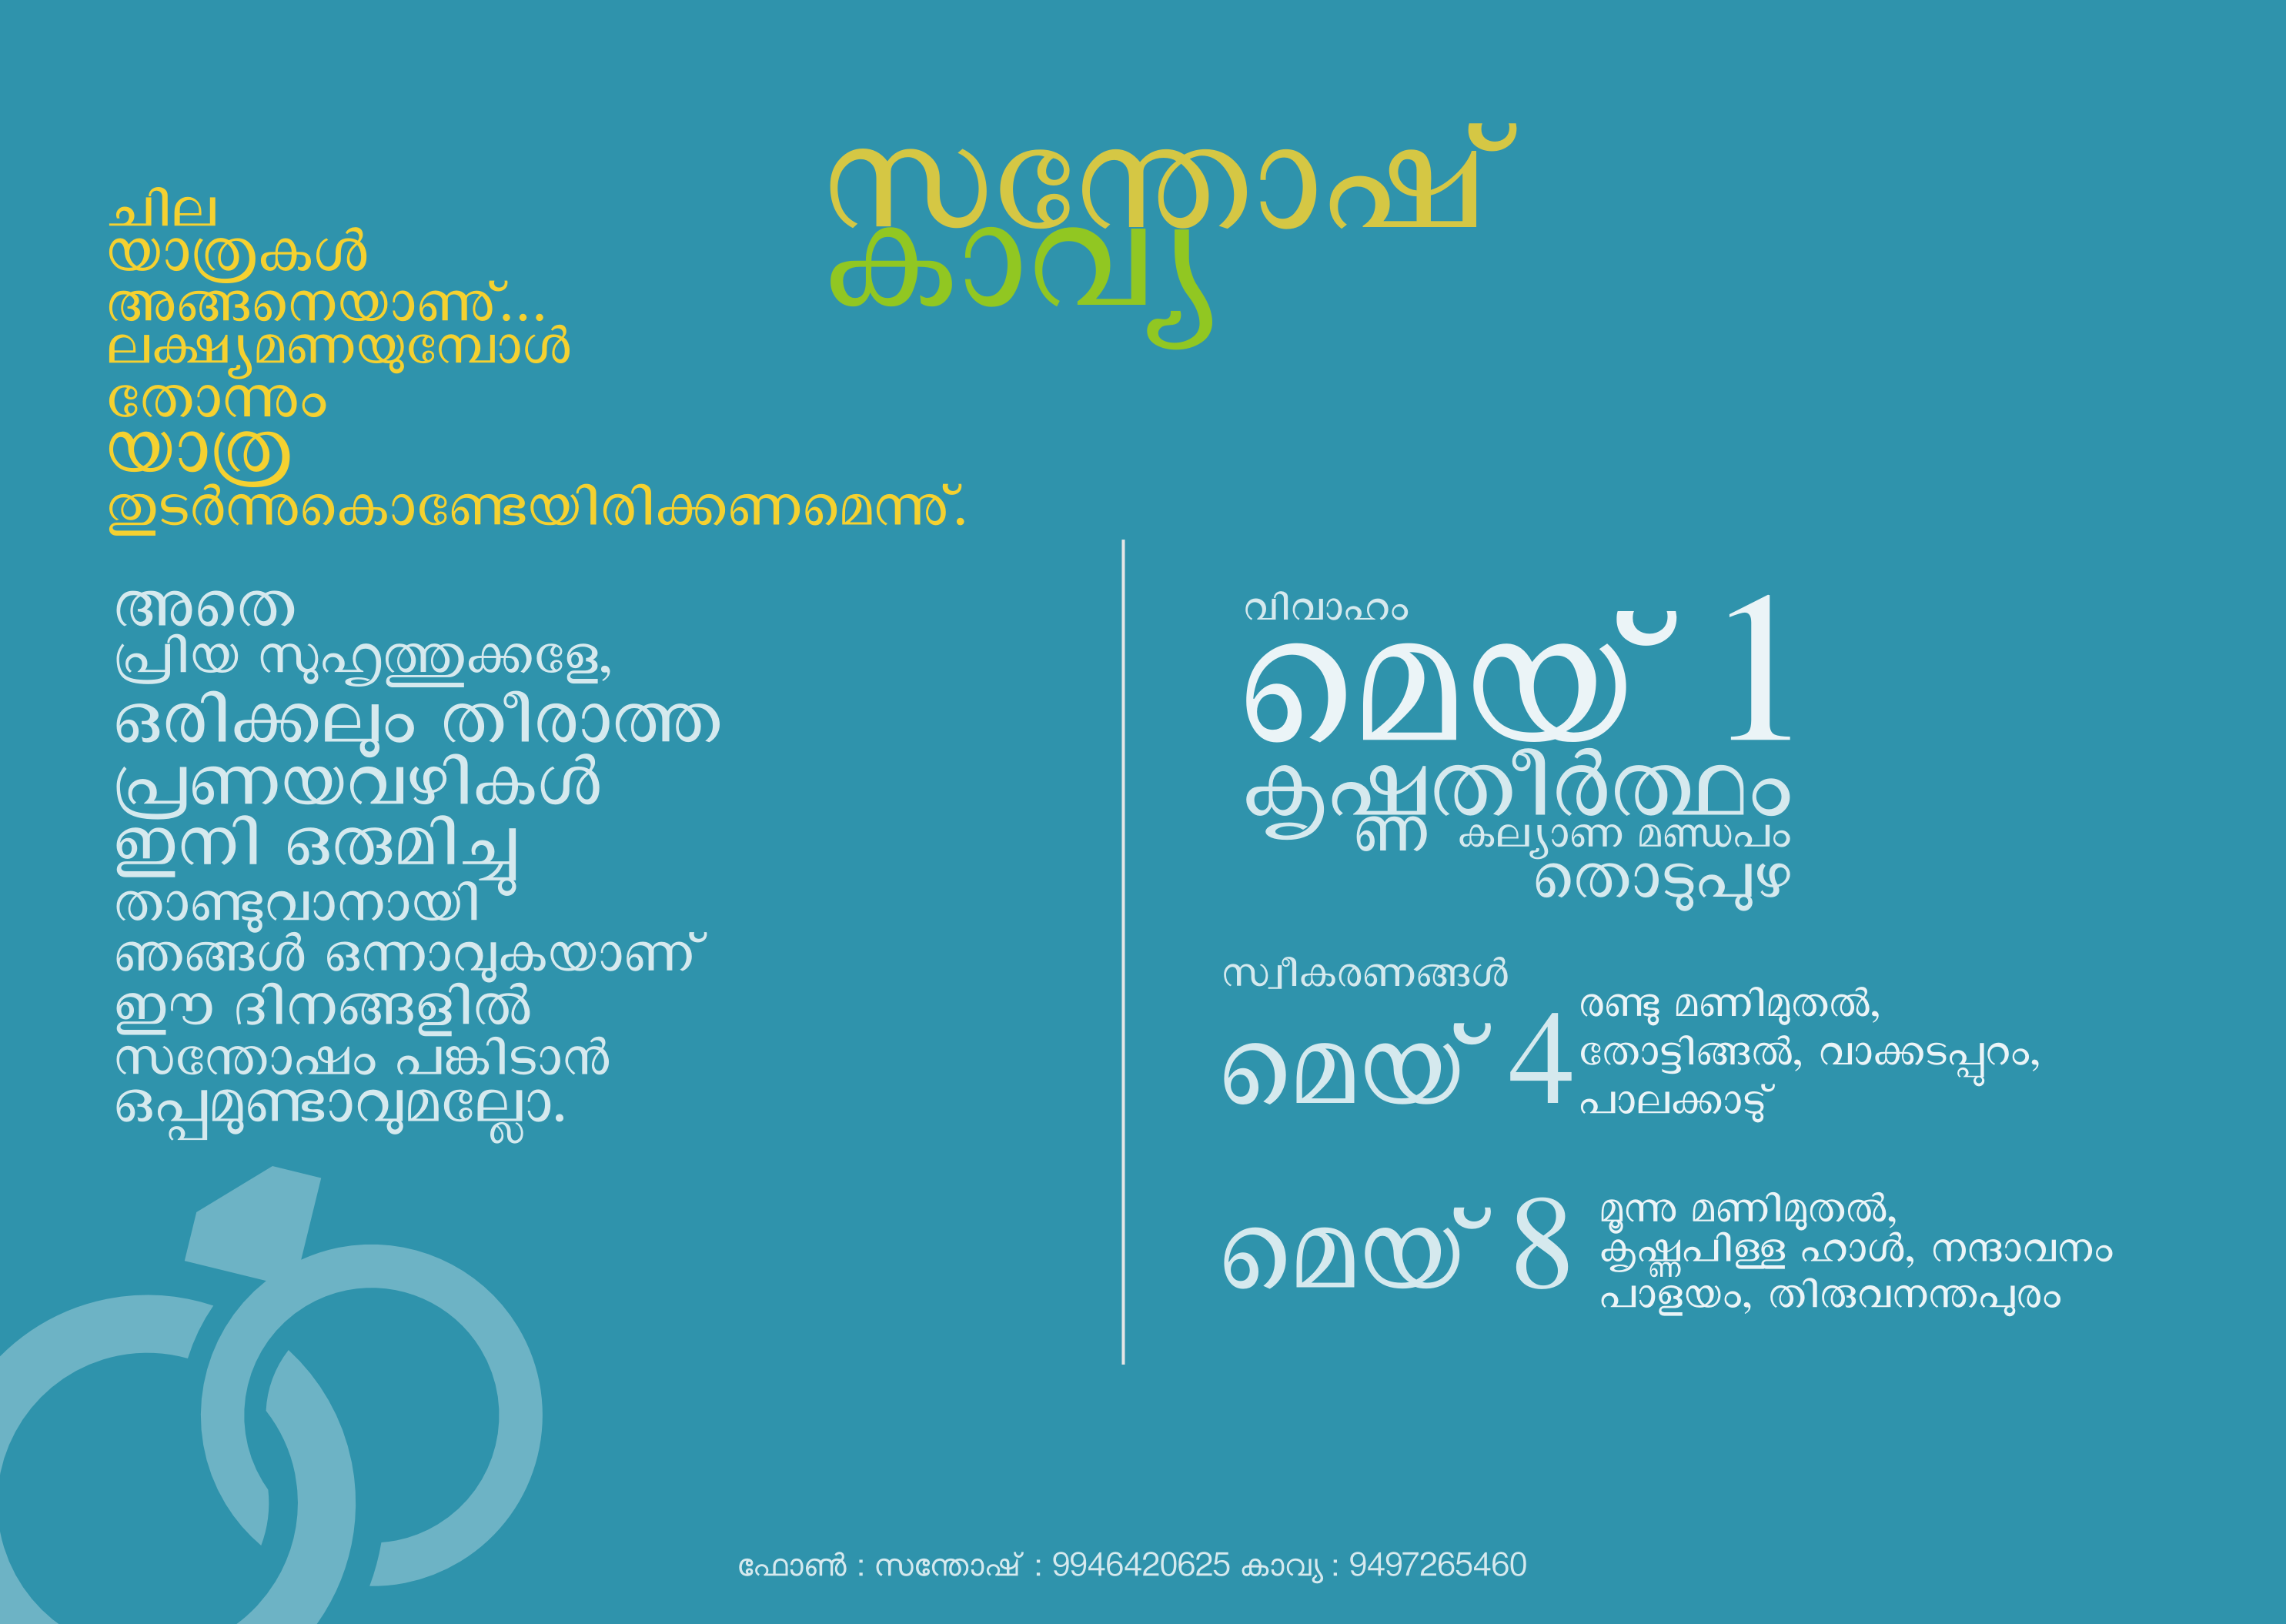 സന്തോഷ്
കാവ്യ
ചില
യാത്രകൾ
അങ്ങനെയാണു്...
ലക്ഷ്യമണയുമ്പോൾ
തോന്നും
യാത്ര
തുടർന്നുകൊണ്ടേയിരിക്കണമെന്നു്.
അതെ
പ്രിയ സുഹൃത്തുക്കളേ,
ഒരിക്കലും തീരാത്ത
പ്രണയവഴികൾ
ഇനി ഒരുമിച്ചു
താണ്ടുവാനായി
ഞങ്ങൾ ഒന്നാവുകയാണ്
ഈ ദിനങ്ങളിൽ
സന്തോഷം പങ്കിടാൻ
ഒപ്പമുണ്ടാവുമല്ലോ.
വിവാഹം
മെയ് 1
കൃഷ്ണതീർത്ഥം
കല്യാണ മണ്ഡപം
തൊടുപുഴ
സ്വീകരണങ്ങൾ
മെയ് 4
രണ്ടു മണിമുതൽ,
തോട്ടിങ്ങൽ, വാക്കടപ്പുറം,
പാലക്കാടു്
മെയ് 8
മൂന്നു മണിമുതൽ,
കൃഷ്ണപിള്ള ഹാൾ, നന്ദാവനം
പാളയം, തിരുവനന്തപുരം
ഫോൺ : സന്തോഷ് : 9946420625 കാവ്യ : 9497265460